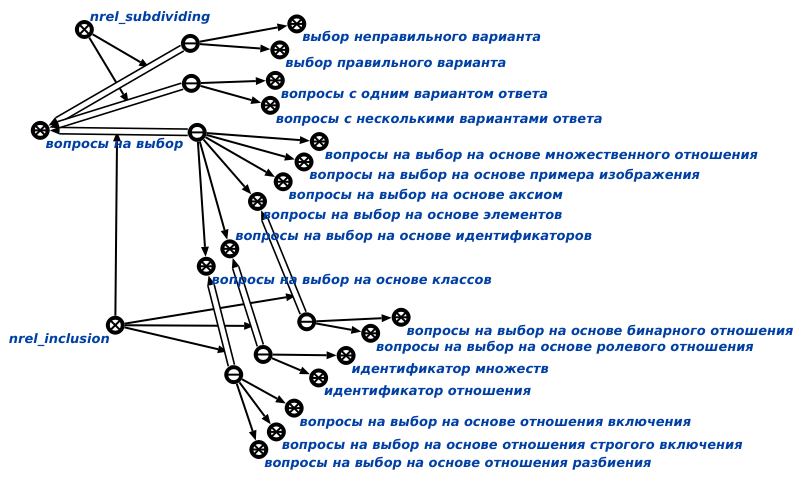 nrel_subdividing
выбор неправильного варианта
выбор правильного варианта
вопросы с одним вариантом ответа
вопросы с несколькими вариантами ответа
вопросы на выбор
вопросы на выбор на основе множественного отношения
вопросы на выбор на основе примера изображения
вопросы на выбор на основе аксиом
вопросы на выбор на основе элементов
вопросы на выбор на основе идентификаторов
вопросы на выбор на основе классов
nrel_inclusion
вопросы на выбор на основе бинарного отношения
вопросы на выбор на основе ролевого отношения
идентификатор множеств
идентификатор отношения
вопросы на выбор на основе отношения включения
вопросы на выбор на основе отношения строгого включения
вопросы на выбор на основе отношения разбиения